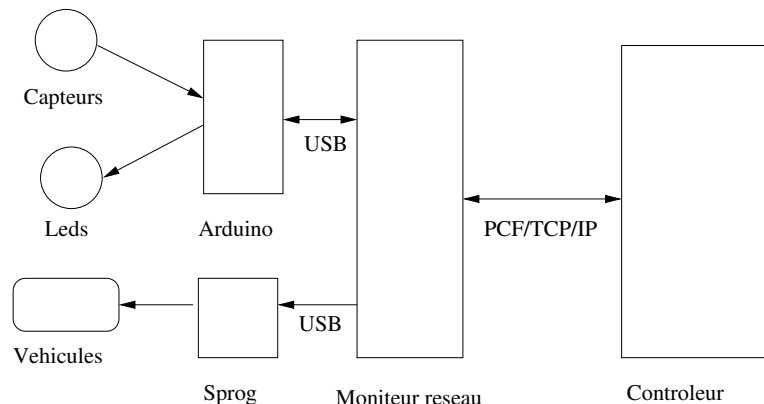 Capteurs
USB
Leds
Arduino
PCF/TCP/IP
USB
Vehicules
Sprog
Moniteur reseau
Controleur